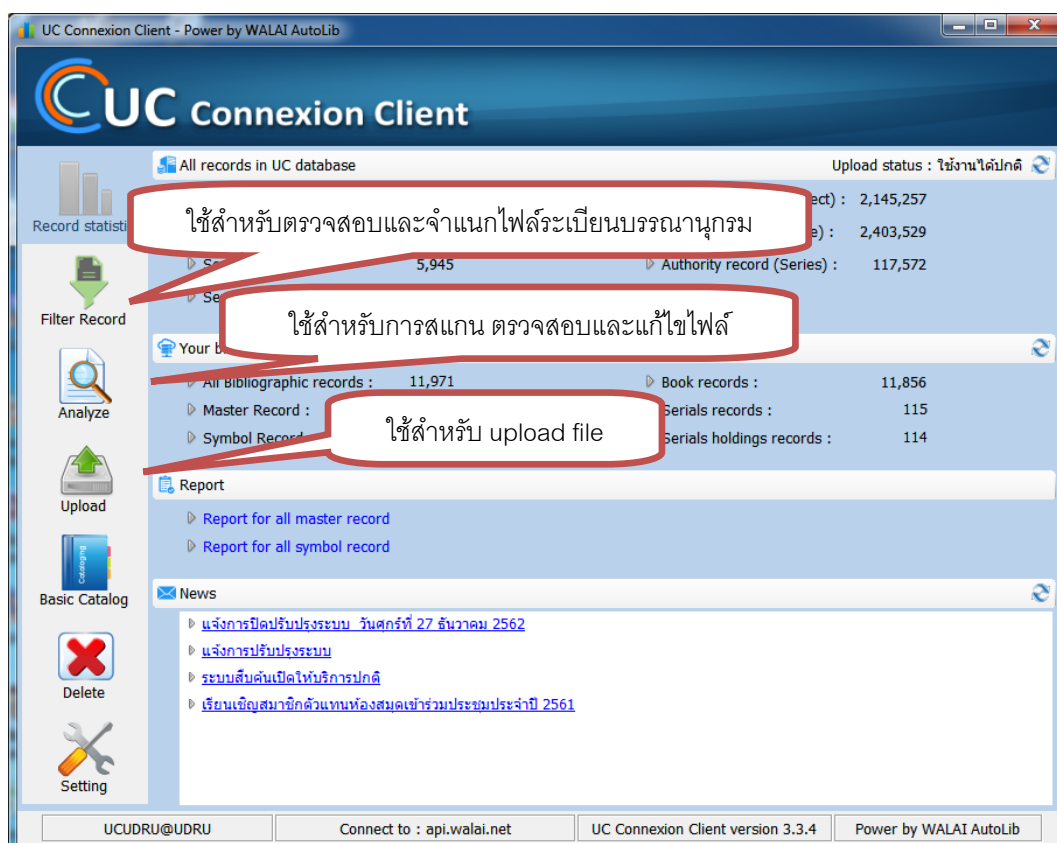 UC Connexion Client - Power by WALAI AutoLib
UC Connexion Client
All records in UC database
Upload status : ใช้งานได้ปกติ
Record statisti
ใช้สำหรับตรวจสอบและจำแนกไฟล์ระเบียนบรรณานุกรม
ect) : 2,145,257
e) : 2,403,529
5,945
Authority record (Series) : 117,572
Se
Filter Record
ใช้สำหรับการสแกน ตรวจสอบและแก้ไขไฟล์
Your b
All Bibliographic records : 11,971
Book records : 11,856
Analyze
Master Record :
Serials records : 115
ใช้สำหรับ upload file
Symbol Record
Serials holdings records : 114
Upload
Report
Report for all master record
Report for all symbol record
Cataloging
Basic Catalog
News
แจ้งการปิดปรับปรุงระบบ วันศุกร์ที่ 27 ธันวาคม 2562
แจ้งการปรับปรุงระบบ
ระบบสืบค้นเปิดให้บริการปกติ
เรียนเชิญสมาชิกตัวแทนห้องสมุดเข้าร่วมประชุมประจำปี 2561
Delete
Setting
UCUDRU@UDRU
Connect to : api.walai.net
UC Connexion Client version 3.3.4
Power by WALAI AutoLib